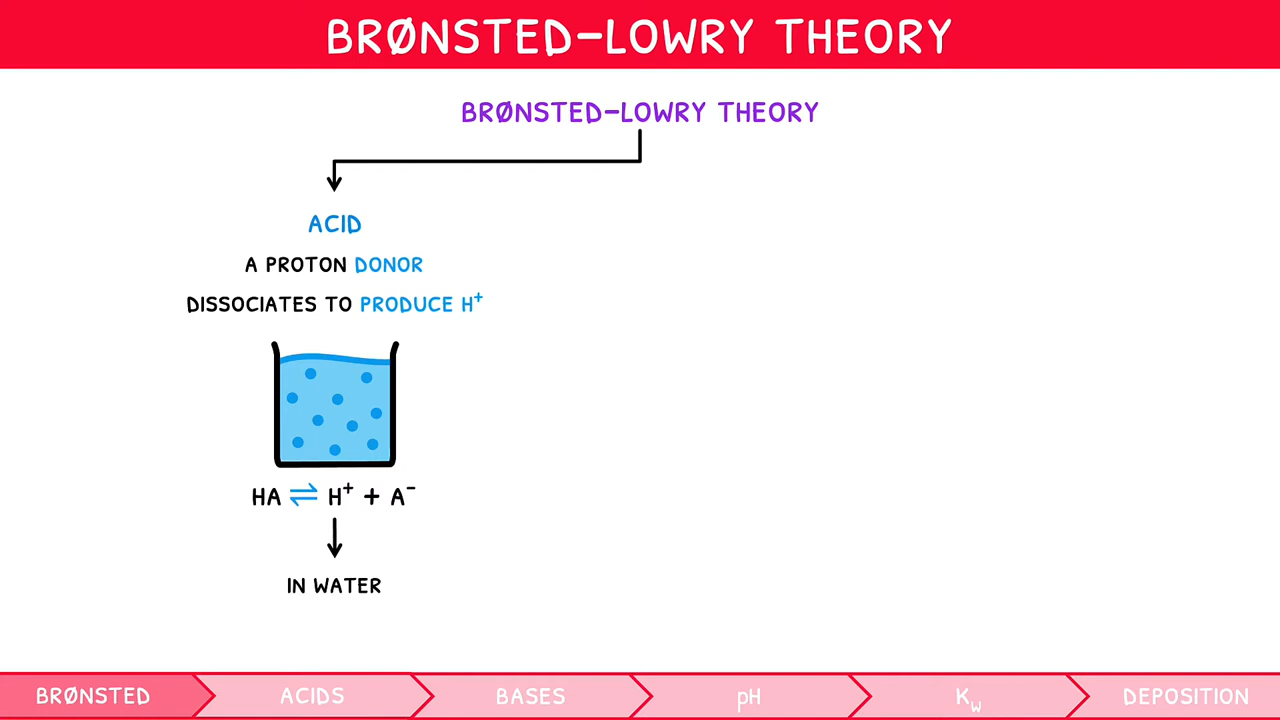 BRØNSTED–LOWRY THEORY
BRØNSTED–LOWRY THEORY
ACID
A PROTON DONOR
DISSOCIATES TO PRODUCE H⁺
HA ⇌ H⁺ + A⁻
IN WATER
BRØNSTED
ACIDS
BASES
pH
K_w
DEPOSITION